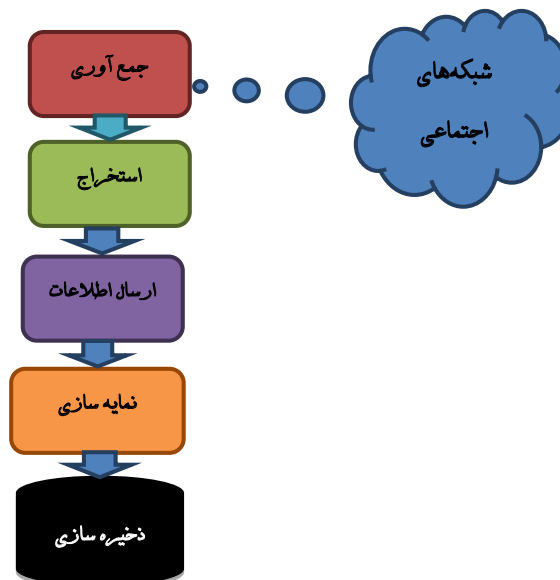 جمع آوری
شبکه‌های
اجتماعی
استخراج
ارسال اطلاعات
نمایه سازی
ذخیره سازی